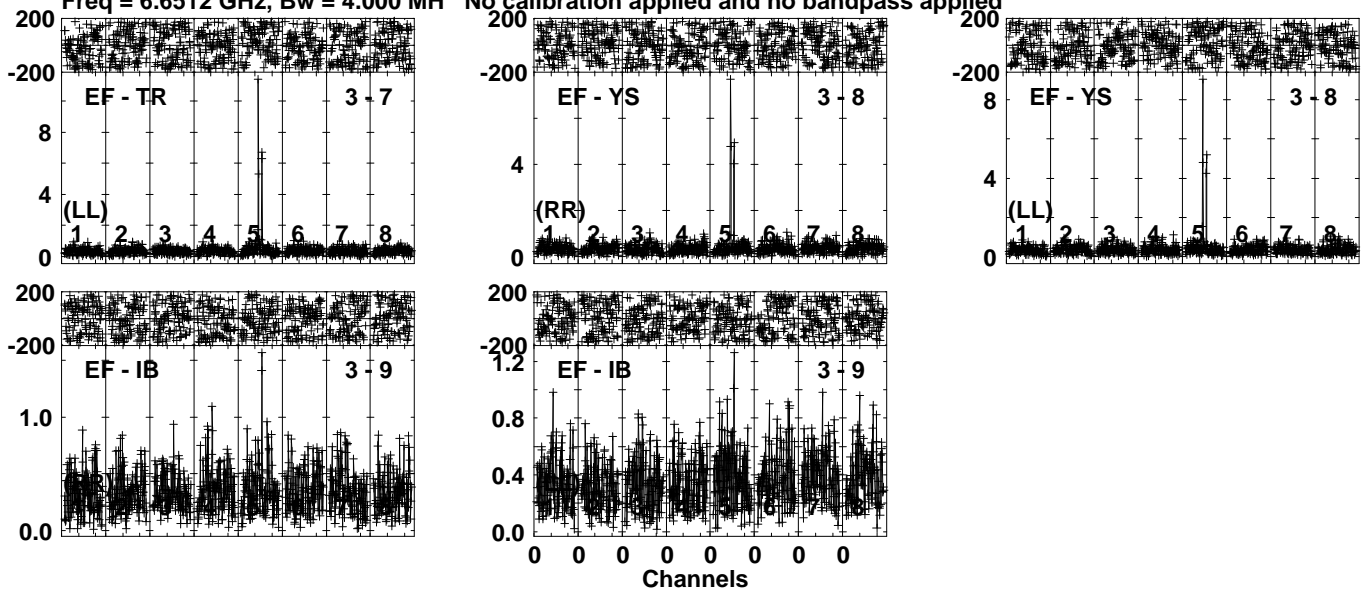 Freq = 6.6512 GHz, Bw = 4.000 MH No calibration applied and no bandpass applied
200
-200
EF - TR 3 - 7
8
4
(LL)
1 2 3 4 5 6 7 8
0
200
-200
EF - YS 3 - 8
4
(RR)
1 2 3 4 5 6 7 8
0
200
-200
EF - YS 3 - 8
8
4
(LL)
1 2 3 4 5 6 7 8
0
200
-200
EF - IB 3 - 9
1.0
0.0
200
-200
EF - IB 3 - 9
1.2
0.8
0.4
0.0
0 0 0 0 0 0 0 0
Channels